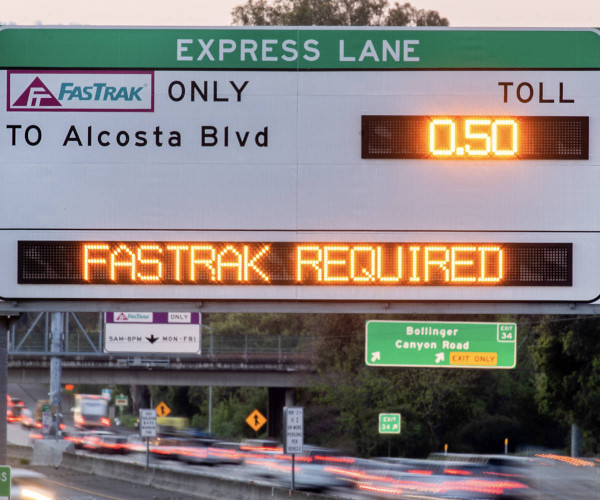 EXPRESS LANE
FASTRAK ONLY
TOLL
TO Alcosta Blvd
0.50
FASTRAK REQUIRED
FASTRAK ONLY
5AM-8PM MON-FRI
Bollinger
Canyon Road
EXIT 34
EXIT ONLY
EXIT
34